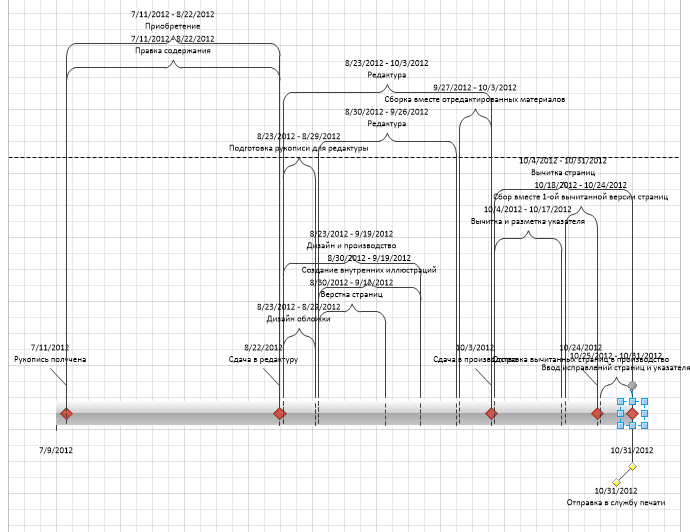 7/11/2012 - 8/22/2012
Приобретение
7/11/2012 - 8/22/2012
Правка содержания
8/23/2012 - 10/3/2012
Редактура
9/27/2012 - 10/3/2012
Сборка вместе отредактированных материалов
8/30/2012 - 9/26/2012
Редактура
8/23/2012 - 8/29/2012
Подготовка рукописи для редактуры
10/4/2012 - 10/31/2012
Вычитка страниц
10/18/2012 - 10/24/2012
Сбор вместе 1-ой вычитанной версии страниц
10/4/2012 - 10/17/2012
Вычитка и разметка указателя
8/23/2012 - 9/19/2012
Дизайн и производство
8/30/2012 - 9/19/2012
Создание внутренних иллюстраций
8/30/2012 - 9/12/2012
Верстка страниц
8/23/2012 - 8/29/2012
Дизайн обложки
7/11/2012
Рукопись получена
8/22/2012
Сдача в редактуру
10/3/2012
Сдача в производство
10/24/2012
Отправка вычитанных страниц в производство
10/25/2012 - 10/31/2012
Ввод исправлений страниц и указателя
7/9/2012
10/31/2012
10/31/2012
Отправка в службу печати